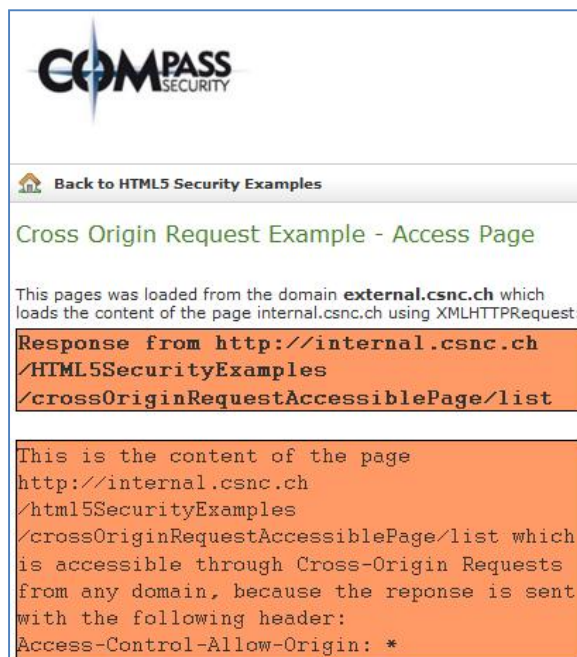 COMPASS
SECURITY
Back to HTML5 Security Examples
Cross Origin Request Example - Access Page
This pages was loaded from the domain external.csnc.ch which
loads the content of the page internal.csnc.ch using XMLHTTPRequest:
Response from http://internal.csnc.ch
/HTML5SecurityExamples
/crossOriginRequestAccessiblePage/list
This is the content of the page
http://internal.csnc.ch
/html5SecurityExamples
/crossOriginRequestAccessiblePage/list which
is accessible through Cross-Origin Requests
from any domain, because the reponse is sent
with the following header:
Access-Control-Allow-Origin: *